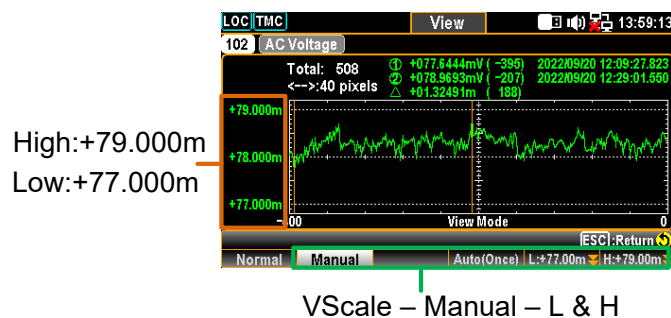 LOC TMC View 13:59:13
102 AC Voltage
Total: 508 ① +077.6444mV ( -395) 2022/09/20 12:09:27.823
<-->:40 pixels ② +078.9693mV ( -207) 2022/09/20 12:29:01.550
△ +01.32491m ( 188)
+79.000m
High:+79.000m
+78.000m
Low:+77.000m
+77.000m
View Mode 0
ESC :Return
Normal Manual Auto(Once) L:+77.00m H:+79.00m
VScale – Manual – L & H